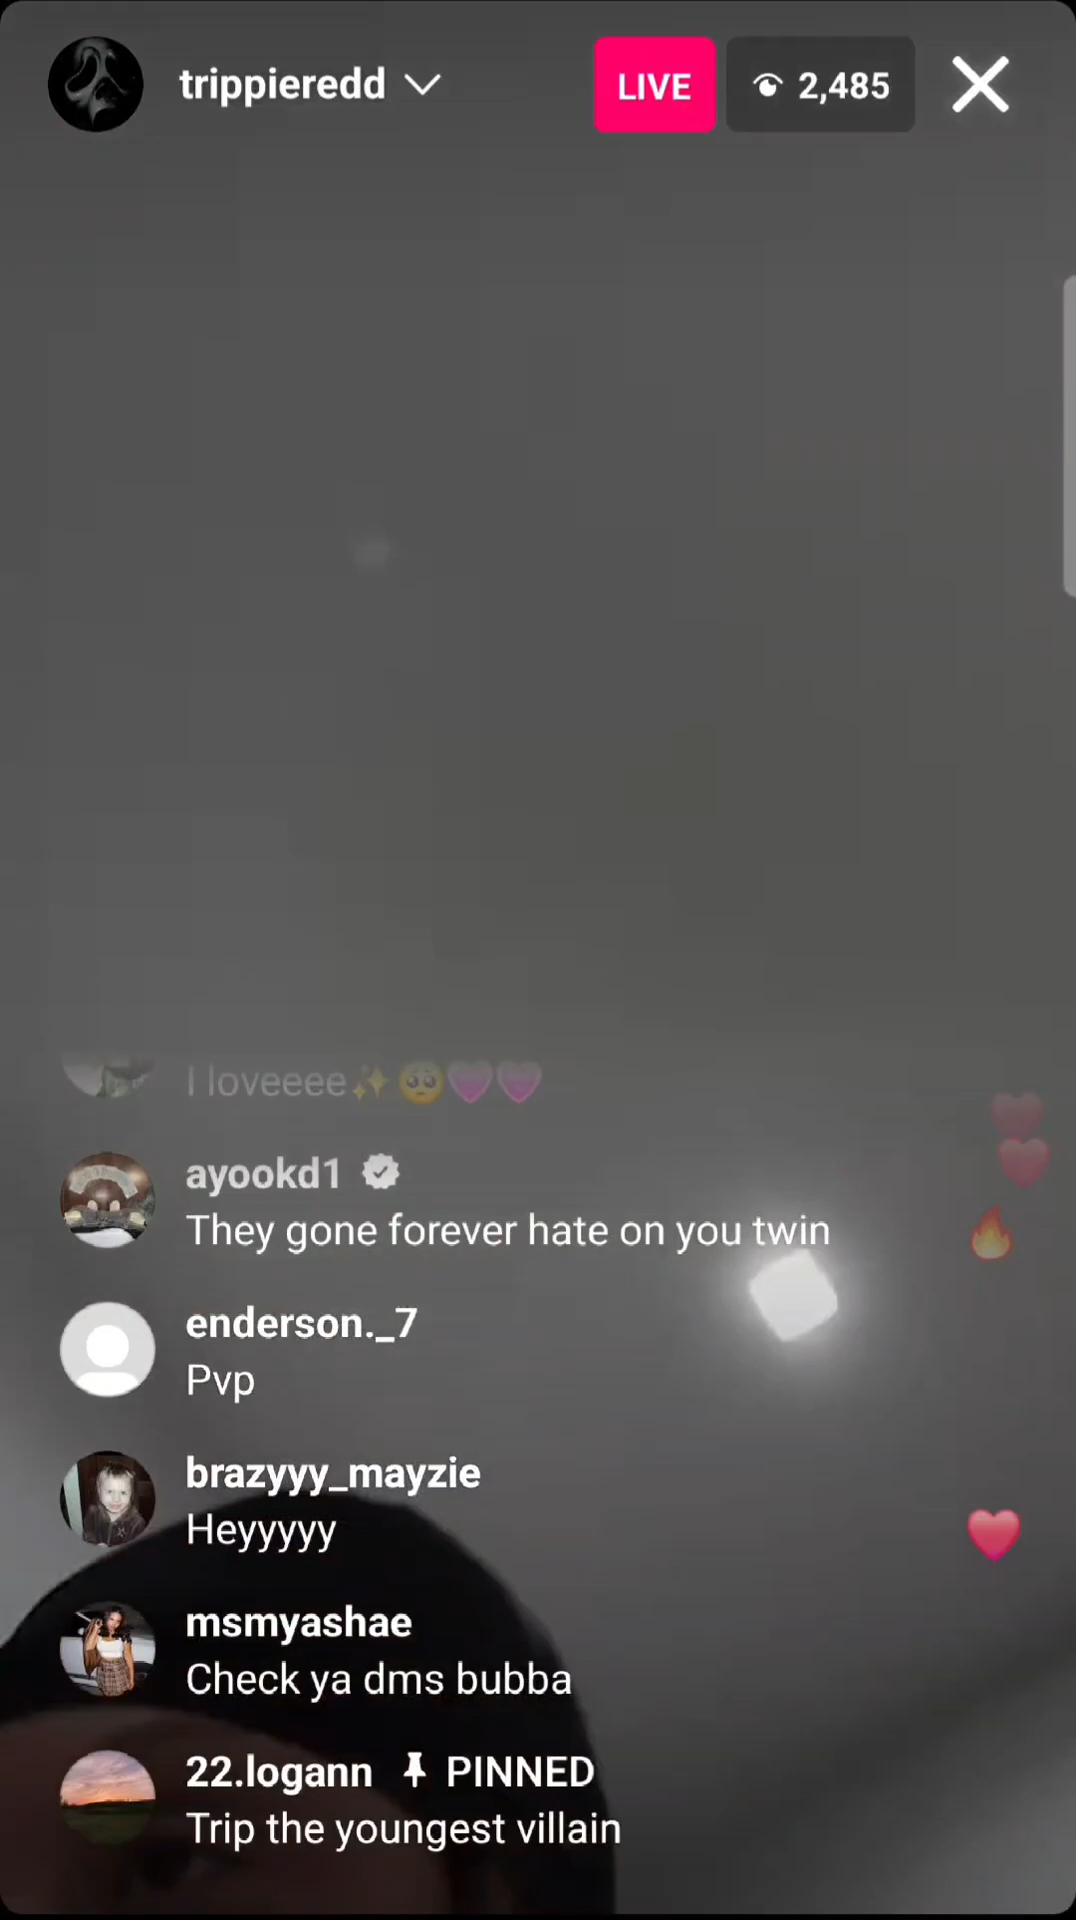 trippieredd
LIVE
2,485
I loveeee✨🥺💗💗
ayookd1
They gone forever hate on you twin
enderson._7
Pvp
brazyyy_mayzie
Heyyyyy
msmyashae
Check ya dms bubba
22.logann PINNED
Trip the youngest villain